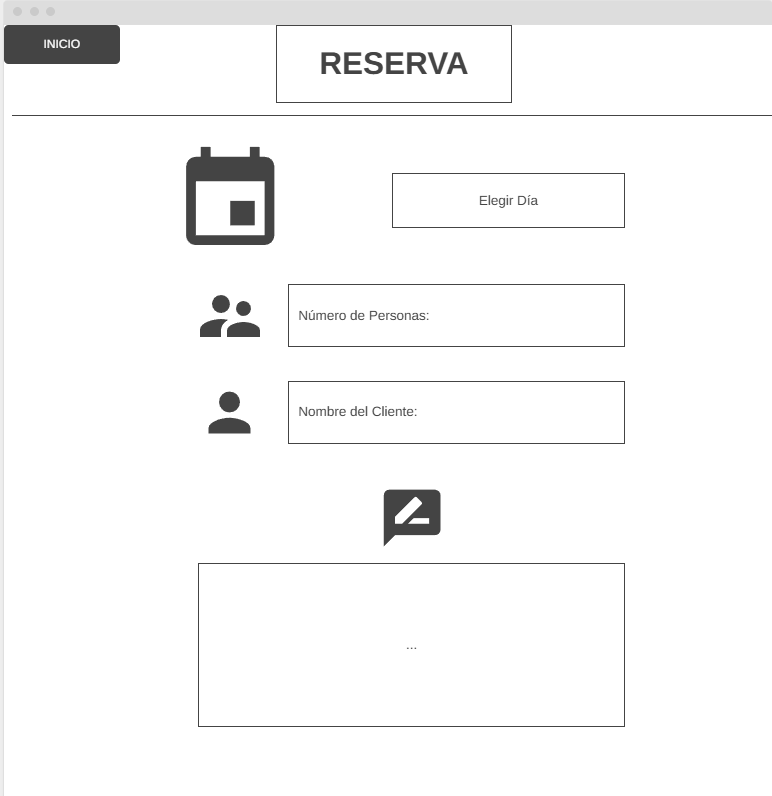 INICIO
RESERVA
Elegir Día
Número de Personas:
Nombre del Cliente:
...